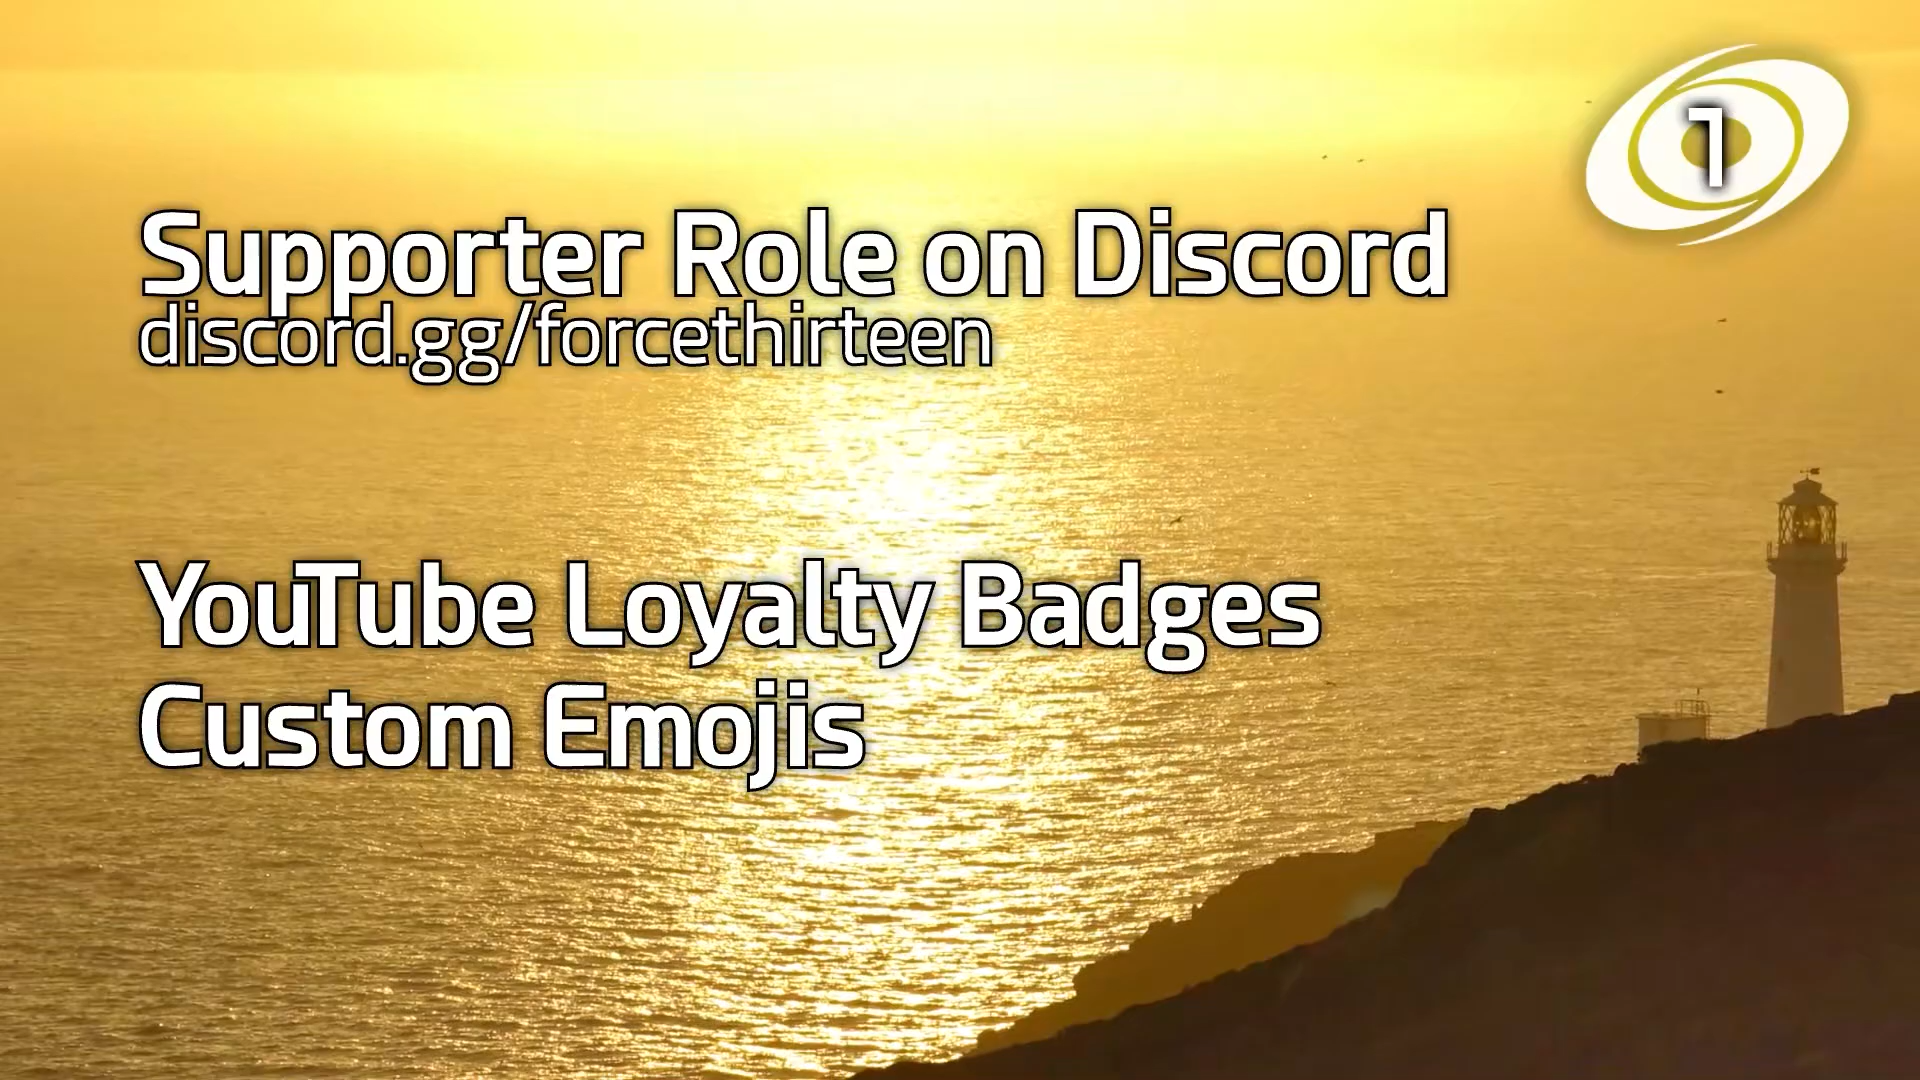 1
Supporter Role on Discord
discord.gg/forcethirteen
YouTube Loyalty Badges
Custom Emojis